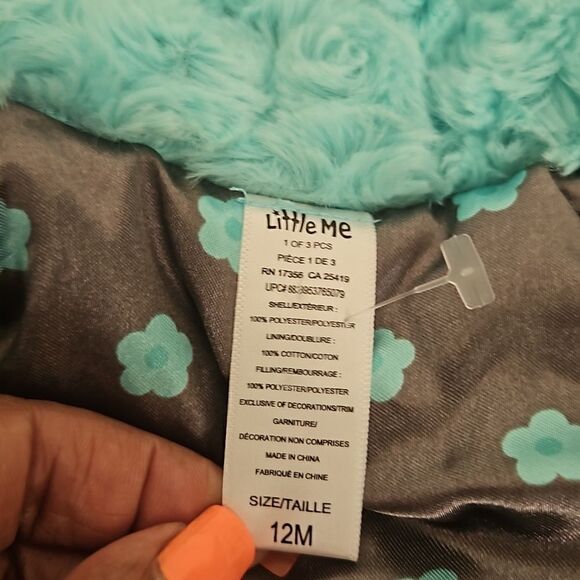 Little Me
1 OF 3 PCS
PIÈCE 1 DE 3
RN 17356 CA 25419
SHELL/EXTÉRIEUR :
100% POLYESTER/POLYESTER
LINING/DOUBLURE :
100% COTTON/COTON
FILLING/REMBOURRAGE :
100% POLYESTER/POLYESTER
EXCLUSIVE OF DECORATIONS/TRIM
GARNITURE/
DÉCORATION NON COMPRISES
MADE IN CHINA
FABRIQUÉ EN CHINE
SIZE/TAILLE
12M